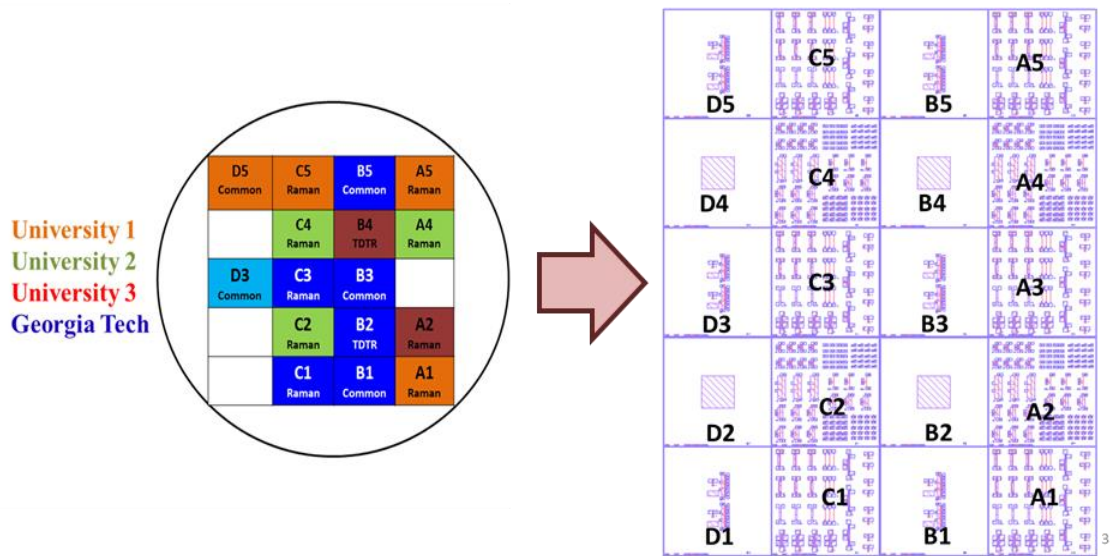 University 1
University 2
University 3
Georgia Tech
D5 C5 B5 A5
Common Raman Common Raman
C4 B4 A4
Raman TDTR Raman
D3 C3 B3
Common Raman Common
C2 B2 A2
Raman TDTR Raman
C1 B1 A1
Raman Common Raman
D5 C5 B5 A5
D4 C4 B4 A4
D3 C3 B3 A3
D2 C2 B2 A2
D1 C1 B1 A1
3